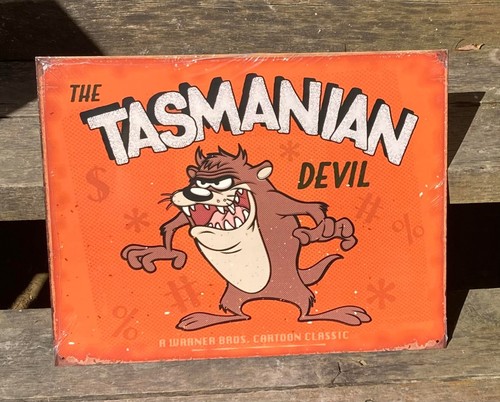 THE
TASMANIAN
DEVIL
$ *
* # %
# *
%
A WARNER BROS. CARTOON CLASSIC